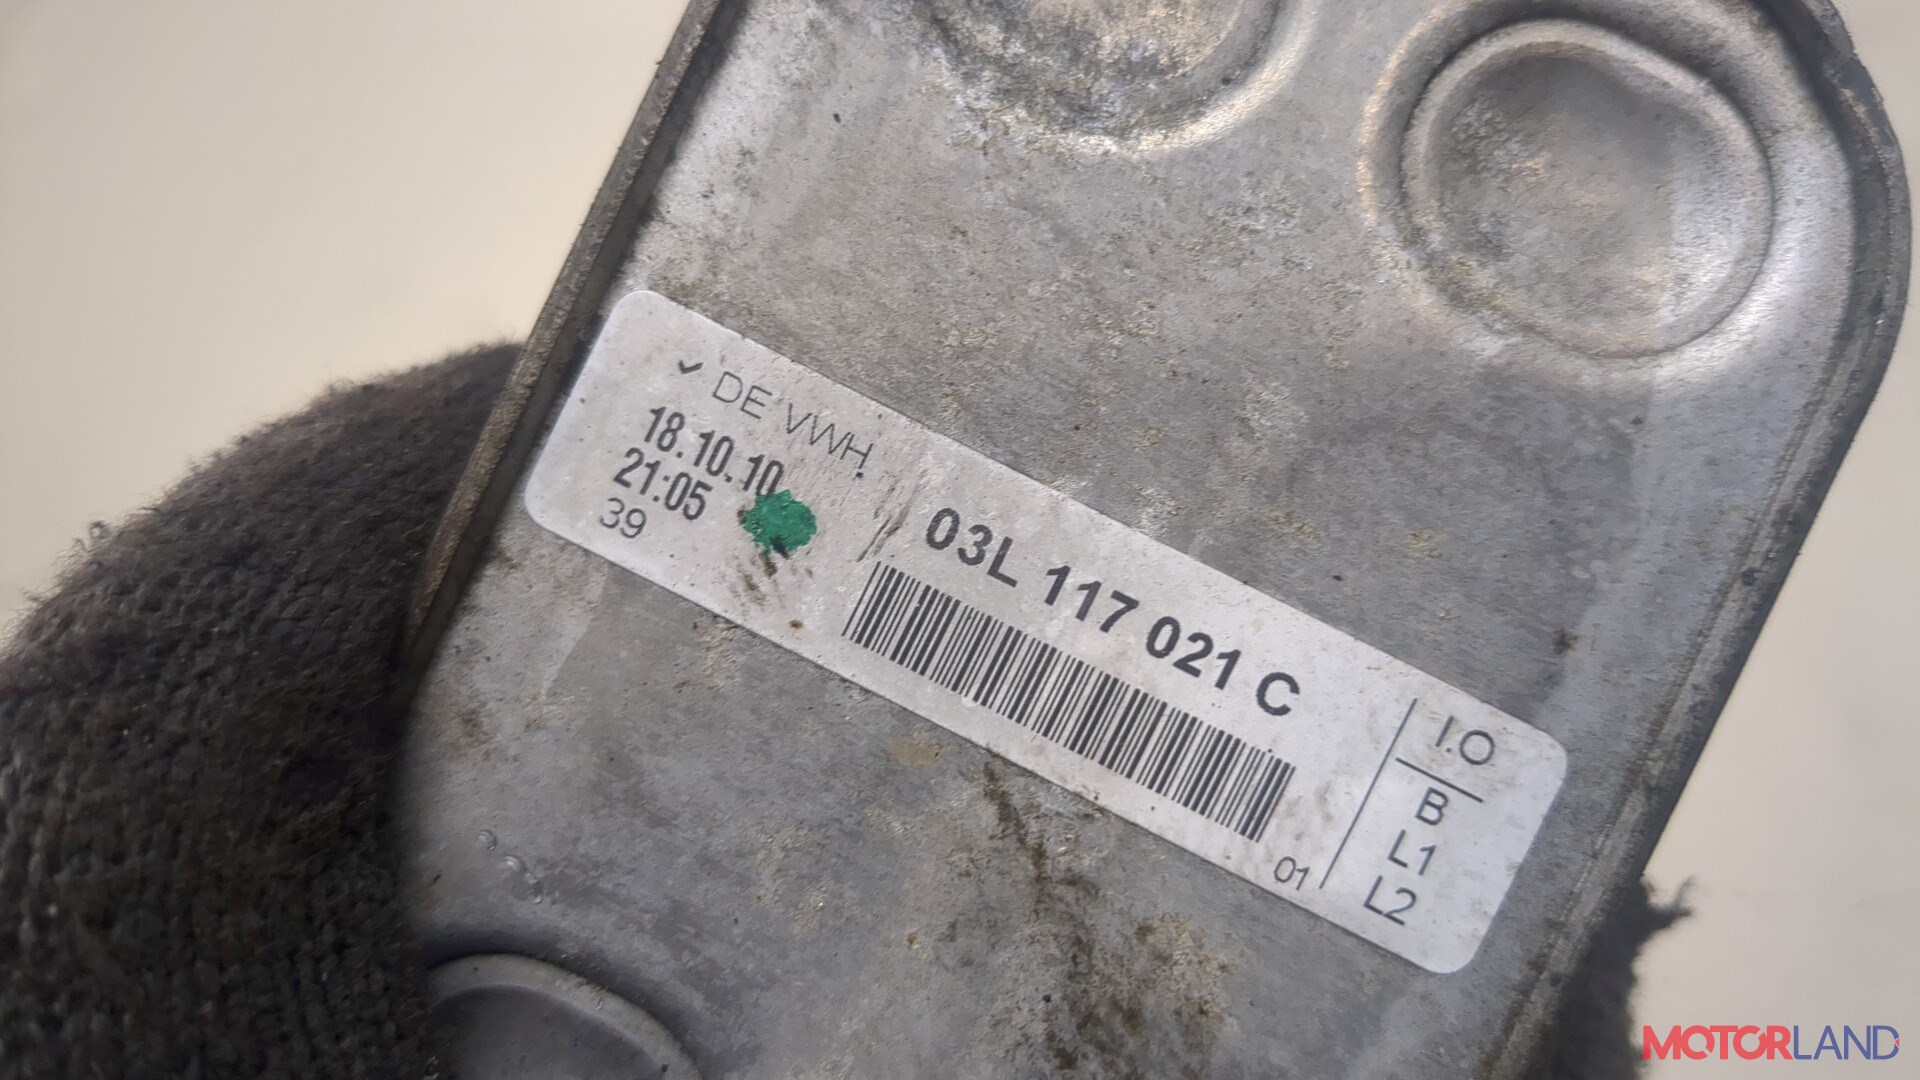 DE VWH
18.10.10
21:05
39
03L 117 021 C
01
I.O
B
L1
L2
MOTORLAND